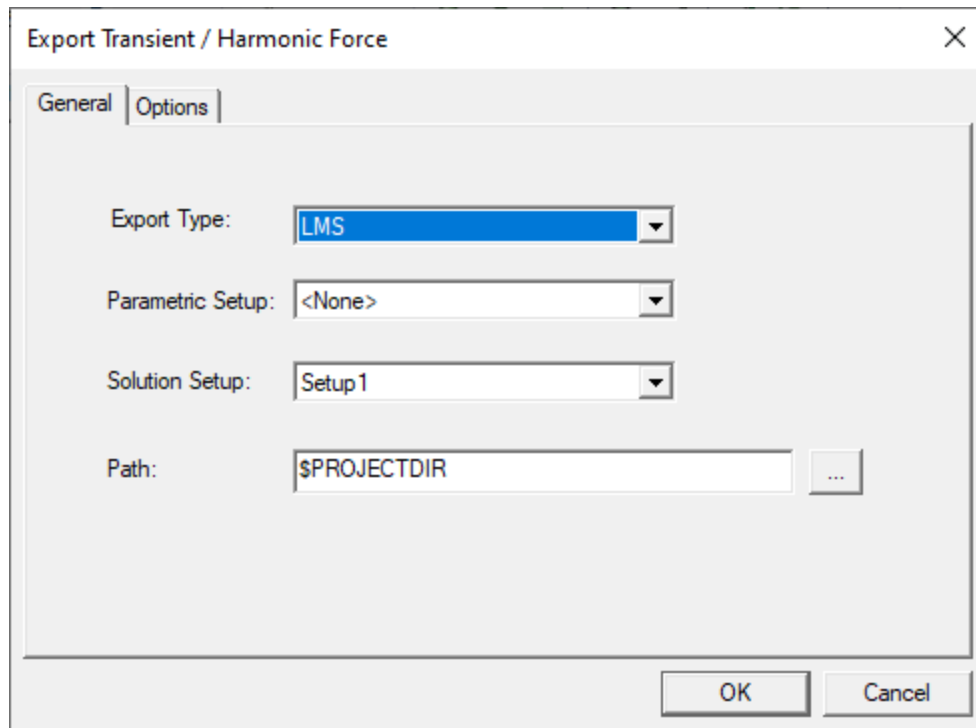 Export Transient / Harmonic Force
General Options
Export Type: LMS
Parametric Setup: <None>
Solution Setup: Setup1
Path: $PROJECTDIR ...
OK Cancel